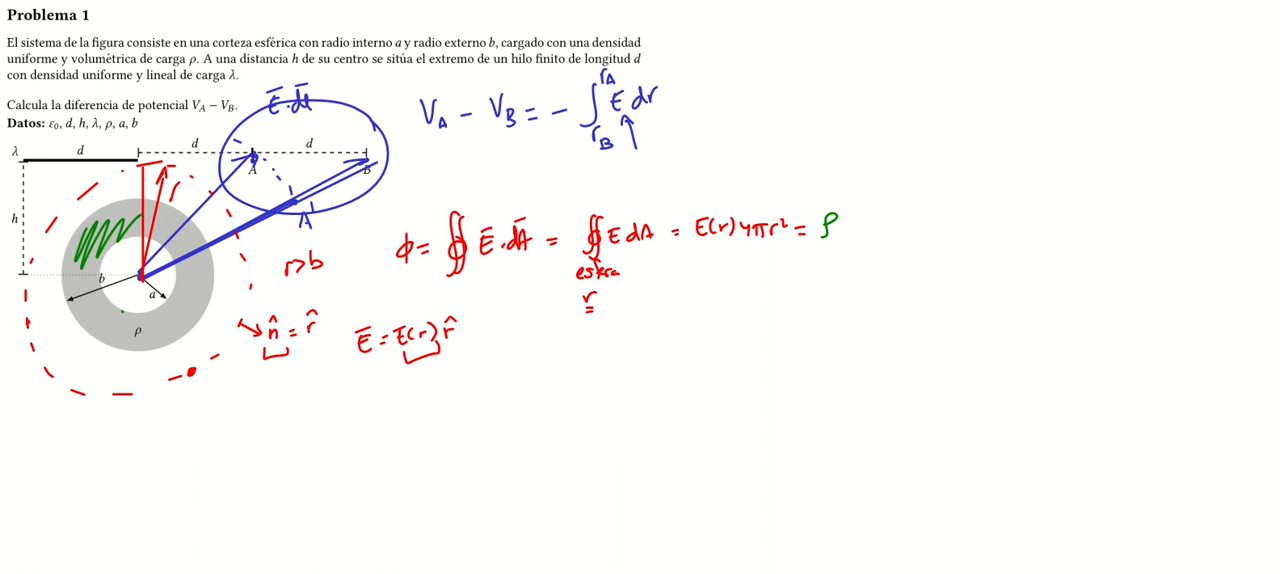 Problema 1
El sistema de la figura consiste en una corteza esférica con radio interno a y radio externo b, cargado con una densidad
uniforme y volumétrica de carga ρ. A una distancia h de su centro se sitúa el extremo de un hilo finito de longitud d
con densidad uniforme y lineal de carga λ.
Calcula la diferencia de potencial V_A − V_B.
Datos: ε₀, d, h, λ, ρ, a, b
E̅·dl̅
V_A - V_B = - ∫_{r_B}^{r_A} E dr
λ d d d
A B
r
h
A'
b
a
ρ
r>b
ϕ = ∯ E̅·dA̅ = ∯ E dA = E(r) 4πr² = ρ
esfera
r
n̂ = r̂
E̅ = E(r) r̂